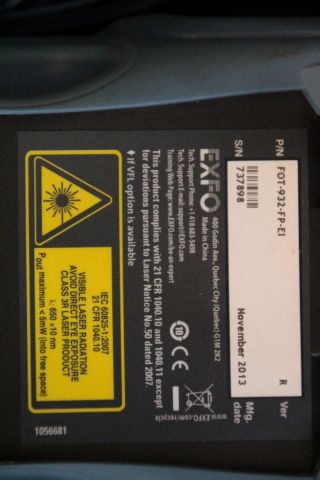 P/N FOT-932-FP-EI R Ver
S/N 737898 November 2013 Mfg. date
EXFO
400 Godin Ave., Quebec City (Quebec) G1M 2K2
Made in China
Tech. Support Phone: +1 418 683-5498
Tech. Support E-mail: support@EXFO.com
Training Web Page: www.EXFO.com/be-an-expert
www.EXFO.com/recycle
10
CE
This product complies with 21 CFR 1040.10 and 1040.11 except
for deviations pursuant to Laser Notice No.50 dated 2007.
If VFL option is available
IEC 60825-1:2007
21 CFR 1040.10
VISIBLE LASER RADIATION
AVOID DIRECT EYE EXPOSURE
CLASS 3R LASER PRODUCT
λ: 650 ±10 nm
Pout maximum < 5mW (into free space)
1056681